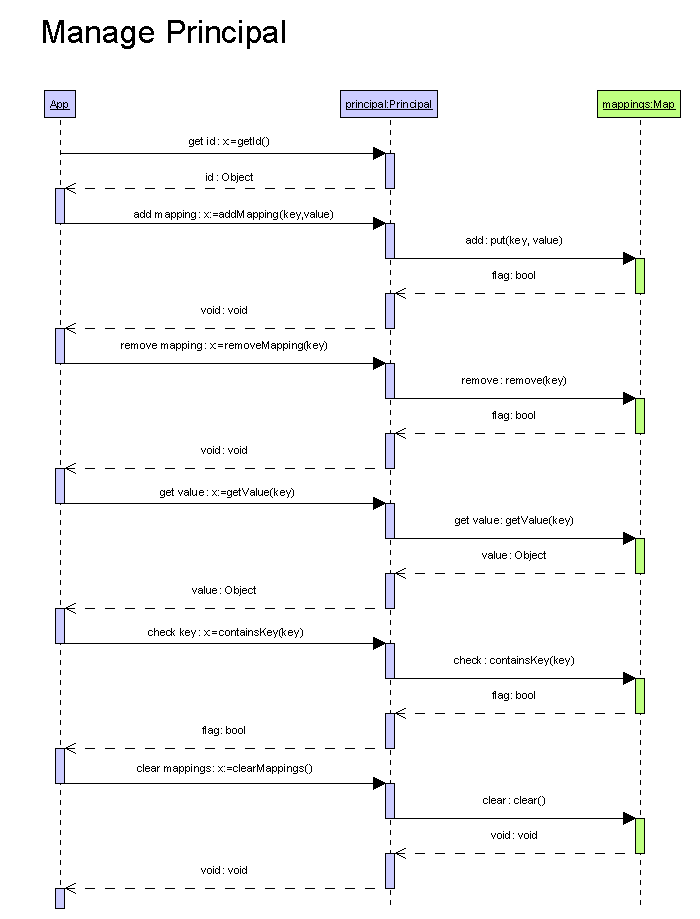 Manage Principal
App
principal:Principal
mappings:Map
get id : x:=getId()
id : Object
add mapping : x:=addMapping(key,value)
add : put(key, value)
flag: bool
void : void
remove mapping : x:=removeMapping(key)
remove : remove(key)
flag: bool
void : void
get value : x:=getValue(key)
get value: getValue(key)
value : Object
value : Object
check key : x:=containsKey(key)
check : containsKey(key)
flag: bool
flag: bool
clear mappings: x:=clearMappings()
clear : clear()
void : void
void : void